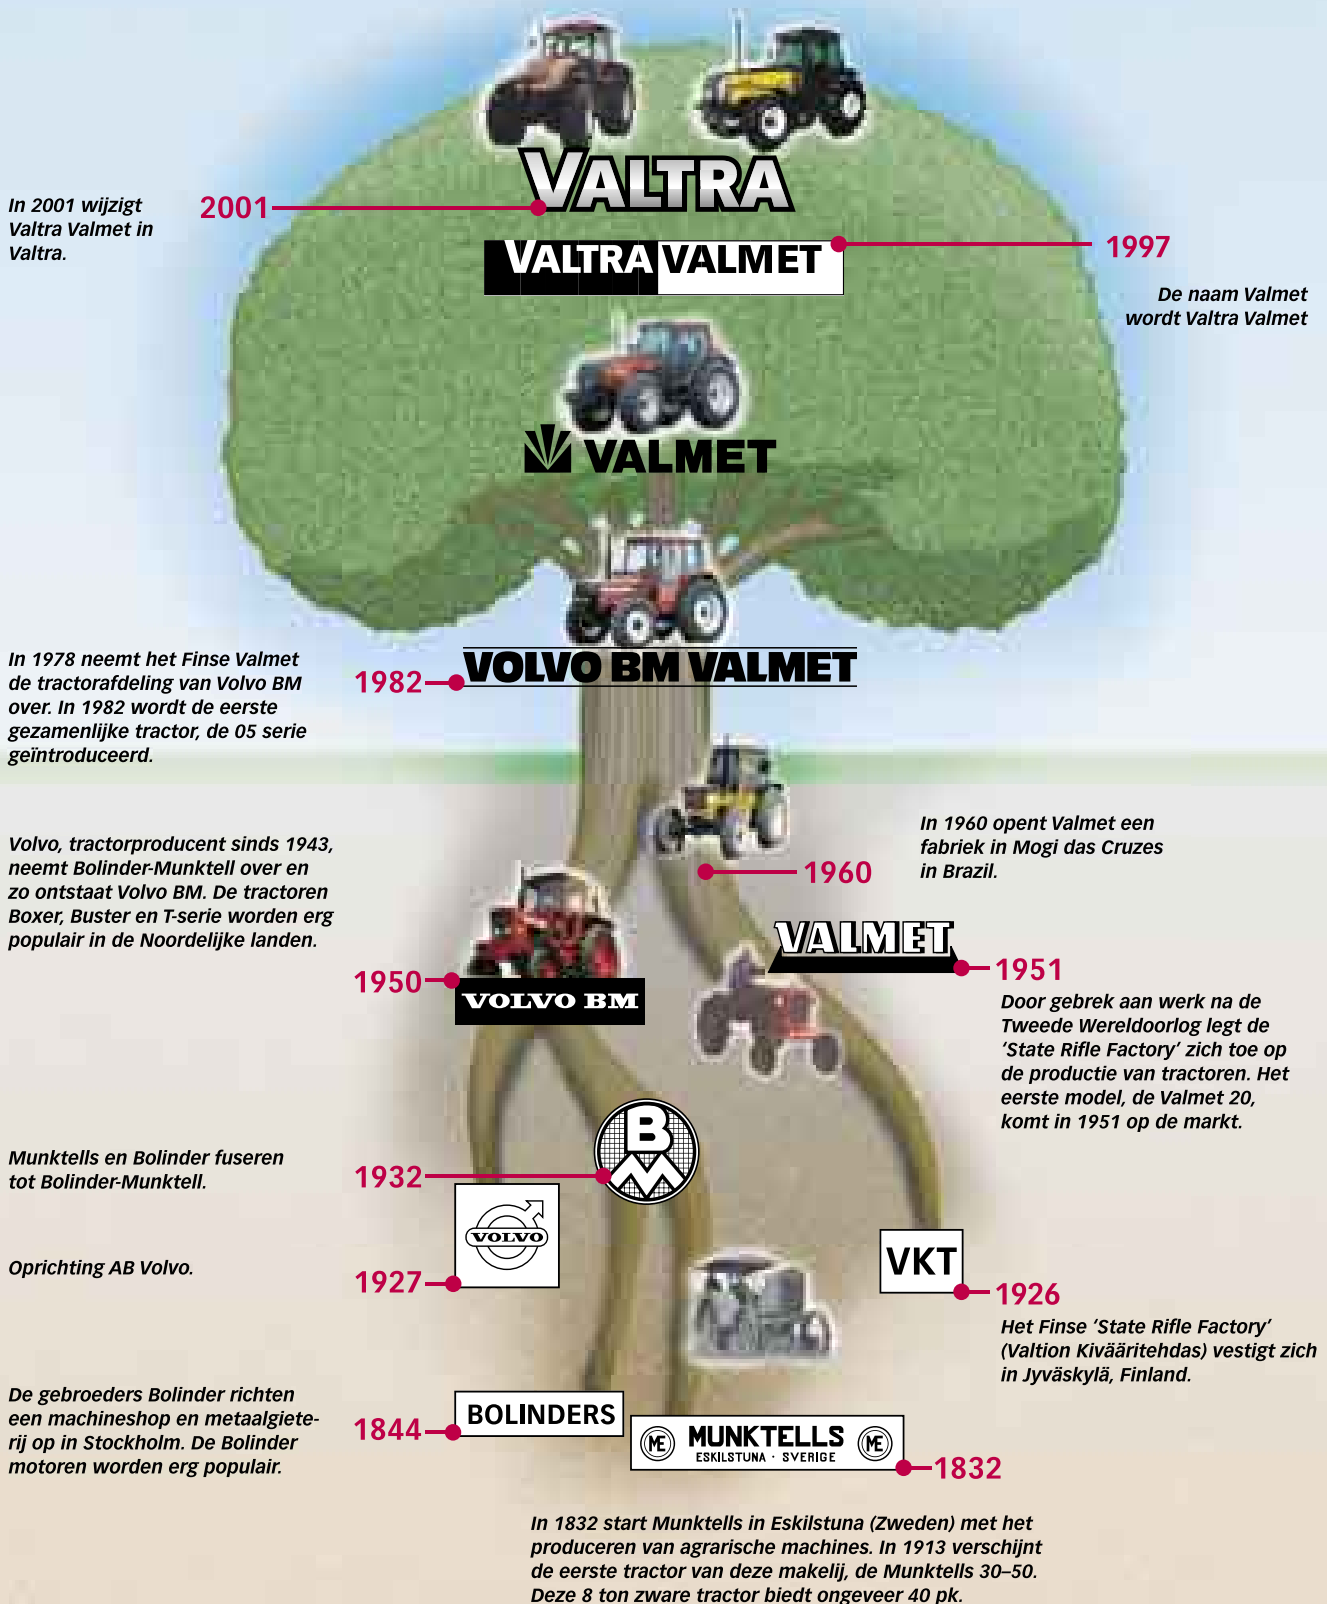 VALTRA
In 2001 wijzigt
Valtra Valmet in
Valtra.
2001
VALTRA VALMET
1997
De naam Valmet
wordt Valtra Valmet
VALMET
In 1978 neemt het Finse Valmet
de tractorafdeling van Volvo BM
over. In 1982 wordt de eerste
gezamenlijke tractor, de 05 serie
geïntroduceerd.
1982
VOLVO BM VALMET
In 1960 opent Valmet een
fabriek in Mogi das Cruzes
in Brazil.
1960
Volvo, tractorproducent sinds 1943,
neemt Bolinder-Munktell over en
zo ontstaat Volvo BM. De tractoren
Boxer, Buster en T-serie worden erg
populair in de Noordelijke landen.
1950
VOLVO BM
VALMET
1951
Door gebrek aan werk na de
Tweede Wereldoorlog legt de
‘State Rifle Factory’ zich toe op
de productie van tractoren. Het
eerste model, de Valmet 20,
komt in 1951 op de markt.
Munktells en Bolinder fuseren
tot Bolinder-Munktell.
1932
B
M
Oprichting AB Volvo.
1927
VOLVO
VKT
1926
Het Finse ‘State Rifle Factory’
(Valtion Kivääritehdas) vestigt zich
in Jyväskylä, Finland.
De gebroeders Bolinder richten
een machineshop en metaalgiete-
rij op in Stockholm. De Bolinder
motoren worden erg populair.
1844
BOLINDERS
ME MUNKTELLS ME
ESKILSTUNA · SVERIGE
1832
In 1832 start Munktells in Eskilstuna (Zweden) met het
produceren van agrarische machines. In 1913 verschijnt
de eerste tractor van deze makelij, de Munktells 30–50.
Deze 8 ton zware tractor biedt ongeveer 40 pk.